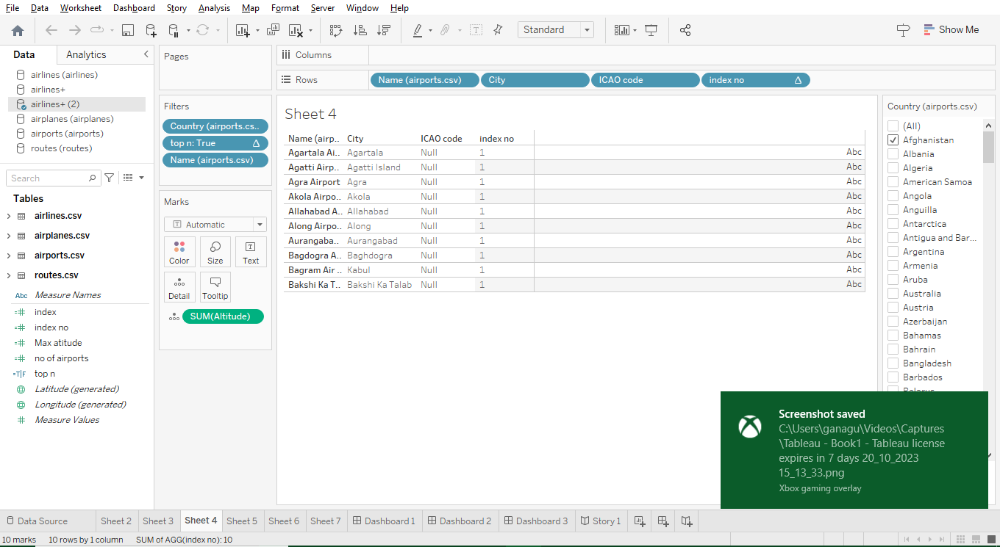 File Data Worksheet Dashboard Story Analysis Map Format Server Window Help
Standard
Show Me
Data Analytics
airlines (airlines)
airlines+
airlines+ (2)
airplanes (airplanes)
airports (airports)
routes (routes)
Search
Tables
airlines.csv
airplanes.csv
airports.csv
routes.csv
Abc Measure Names
index
index no
Max atitude
no of airports
=T|F top n
Latitude (generated)
Longitude (generated)
Measure Values
Pages
Filters
Country (airports.cs..
top n: True
Name (airports.csv)
Marks
Automatic
Color Size Text
Detail Tooltip
SUM(Altitude)
Columns
Rows Name (airports.csv) City ICAO code index no
Sheet 4
Name (airp.. City ICAO code index no
Agartala Ai.. Agartala Null 1 Abc
Agatti Airp.. Agatti Island Null 1 Abc
Agra Airport Agra Null 1 Abc
Akola Airpo.. Akola Null 1 Abc
Allahabad A.. Allahabad Null 1 Abc
Along Airpo.. Along Null 1 Abc
Aurangaba.. Aurangabad Null 1 Abc
Bagdogra A.. Baghdogra Null 1 Abc
Bagram Air .. Kabul Null 1 Abc
Bakshi Ka T.. Bakshi Ka Talab Null 1 Abc
Country (airports.csv)
(All)
Afghanistan
Albania
Algeria
American Samoa
Angola
Anguilla
Antarctica
Antigua and Bar...
Argentina
Armenia
Aruba
Australia
Austria
Azerbaijan
Bahamas
Bahrain
Bangladesh
Barbados
Belarus
Screenshot saved
C:\Users\ganagu\Videos\Captures
\Tableau - Book1 - Tableau license
expires in 7 days 20_10_2023
15_13_33.png
Xbox gaming overlay
Data Source Sheet 2 Sheet 3 Sheet 4 Sheet 5 Sheet 6 Sheet 7 Dashboard 1 Dashboard 2 Dashboard 3 Story 1
10 marks 10 rows by 1 column SUM of AGG(index no): 10